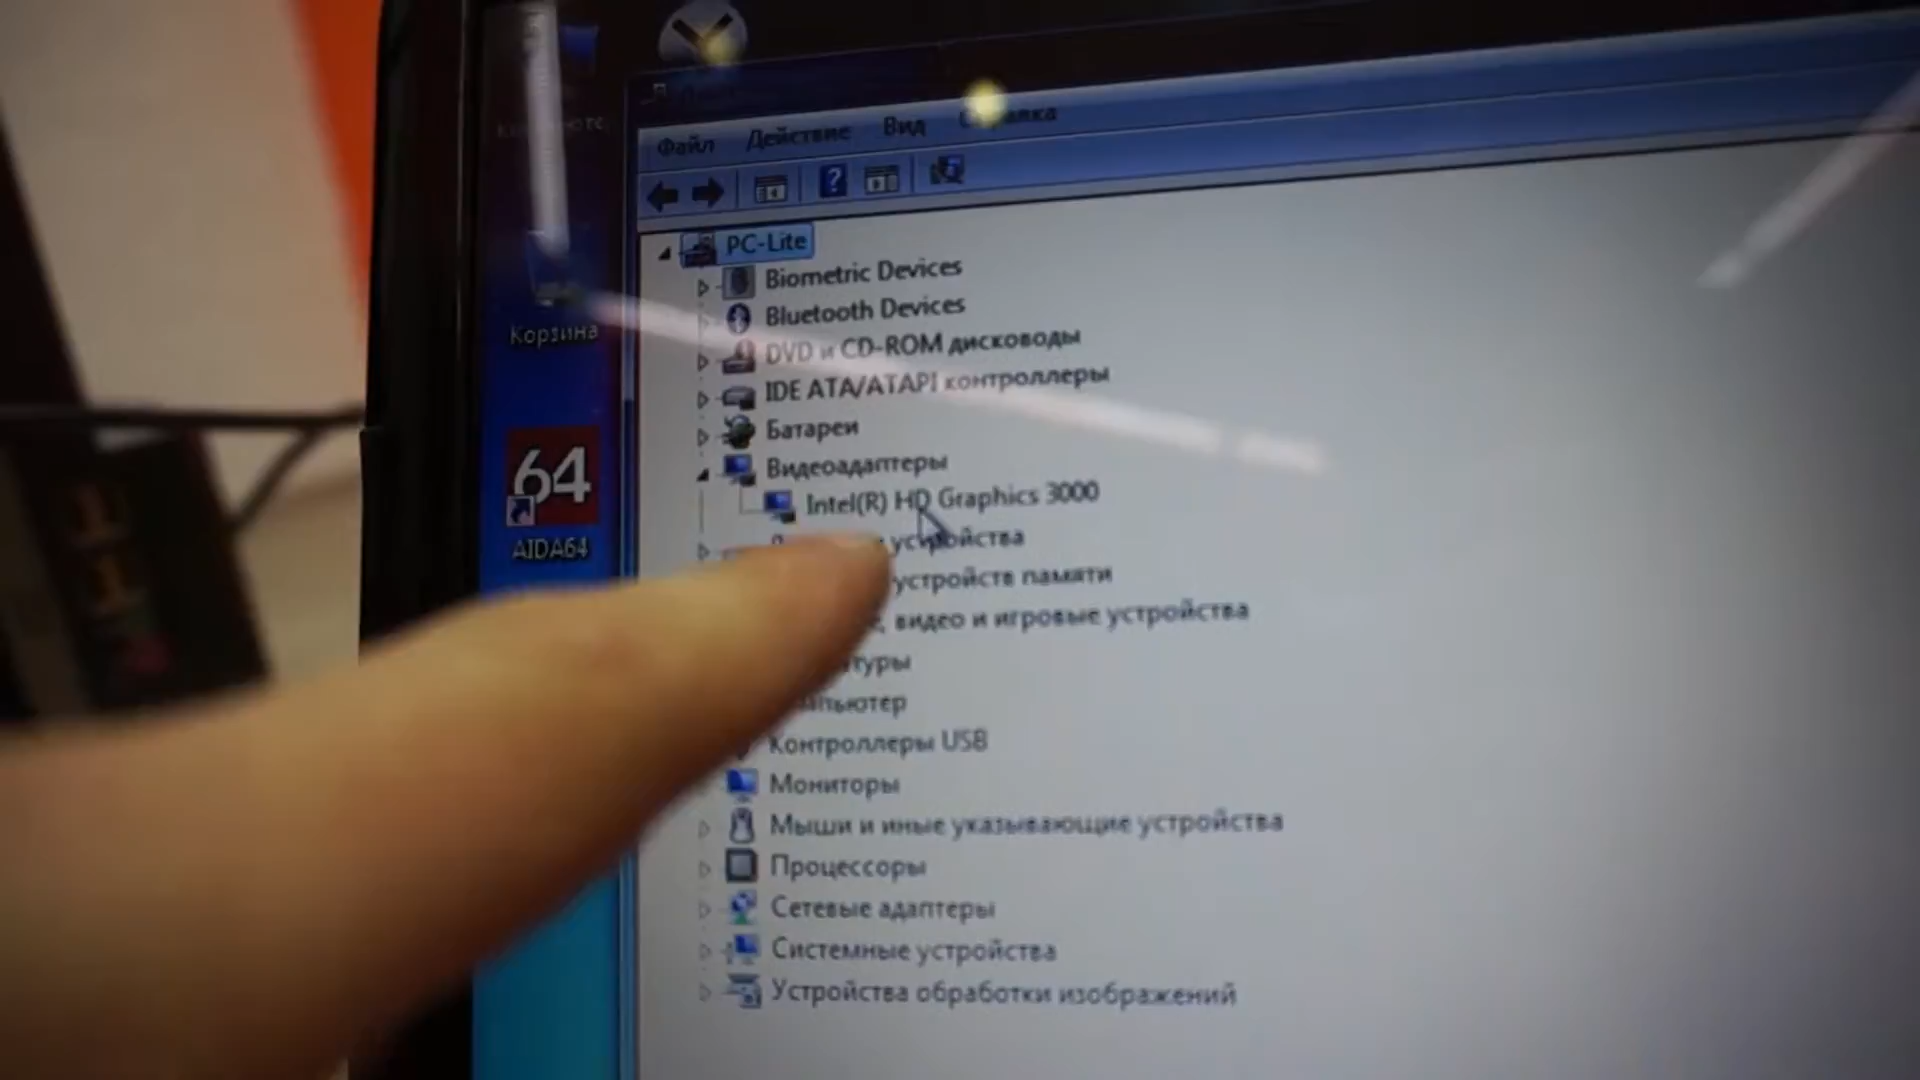 Файл Действие Вид Справка
PC-Lite
Biometric Devices
Bluetooth Devices
Корзина
DVD и CD-ROM дисководы
IDE ATA/ATAPI контроллеры
Батареи
Видеоадаптеры
64
Intel(R) HD Graphics 3000
AIDA64
устройства
устройств памяти
видео и игровые устройства
Контроллеры USB
Мониторы
Мыши и иные указывающие устройства
Процессоры
Сетевые адаптеры
Системные устройства
Устройства обработки изображений